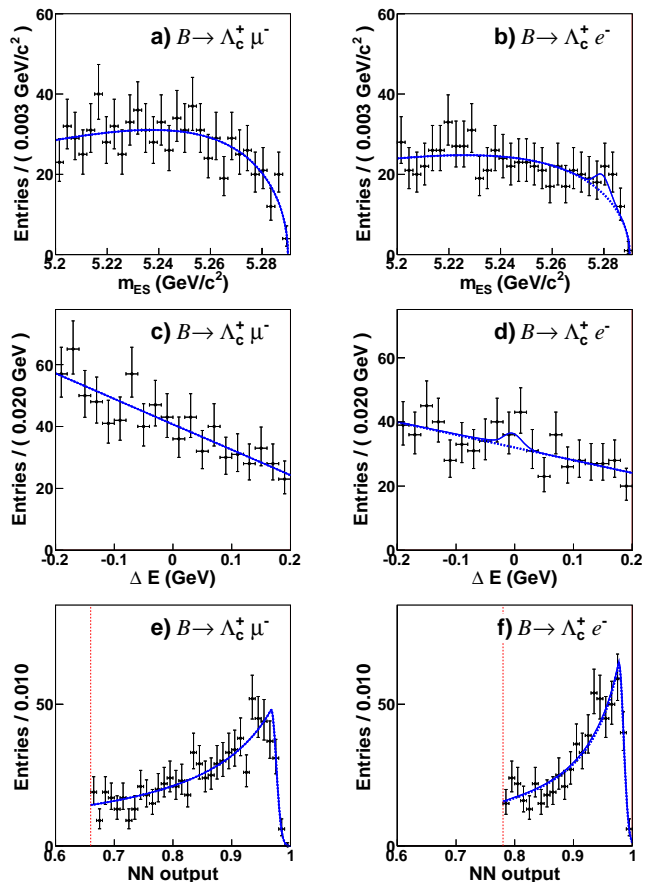 a) B → Λc+ μ-
Entries / ( 0.003 GeV/c2 )
60
40
20
0
5.2 5.22 5.24 5.26 5.28
mES (GeV/c2)
b) B → Λc+ e-
Entries / ( 0.003 GeV/c2 )
60
40
20
0
5.2 5.22 5.24 5.26 5.28
mES (GeV/c2)
c) B → Λc+ μ-
Entries / ( 0.020 GeV )
60
40
20
0
-0.2 -0.1 0 0.1 0.2
Δ E (GeV)
d) B → Λc+ e-
Entries / ( 0.020 GeV )
60
40
20
0
-0.2 -0.1 0 0.1 0.2
Δ E (GeV)
e) B → Λc+ μ-
Entries / 0.010
50
0
0.6 0.7 0.8 0.9 1
NN output
f) B → Λc+ e-
Entries / 0.010
50
0
0.6 0.7 0.8 0.9 1
NN output